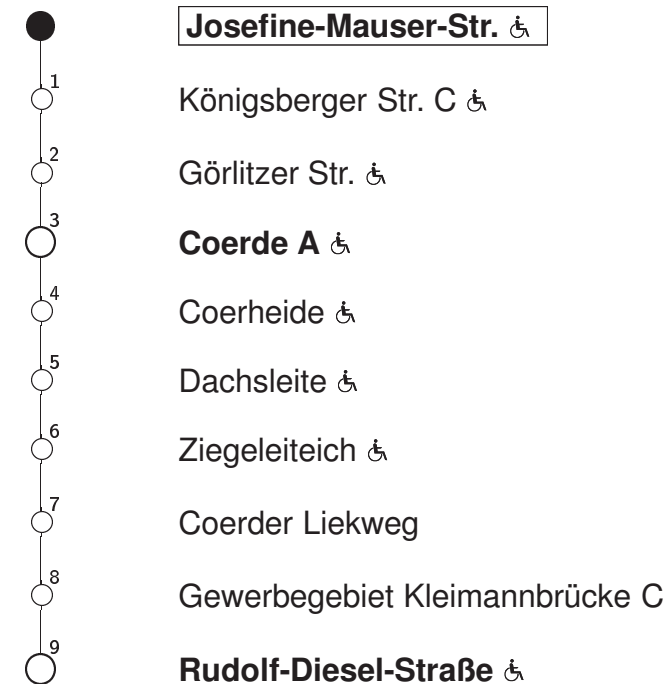 Josefine-Mauser-Str.
1 Königsberger Str. C
2 Görlitzer Str.
3 Coerde A
4 Coerheide
5 Dachsleite
6 Ziegeleiteich
7 Coerder Liekweg
8 Gewerbegebiet Kleimannbrücke C
9 Rudolf-Diesel-Straße